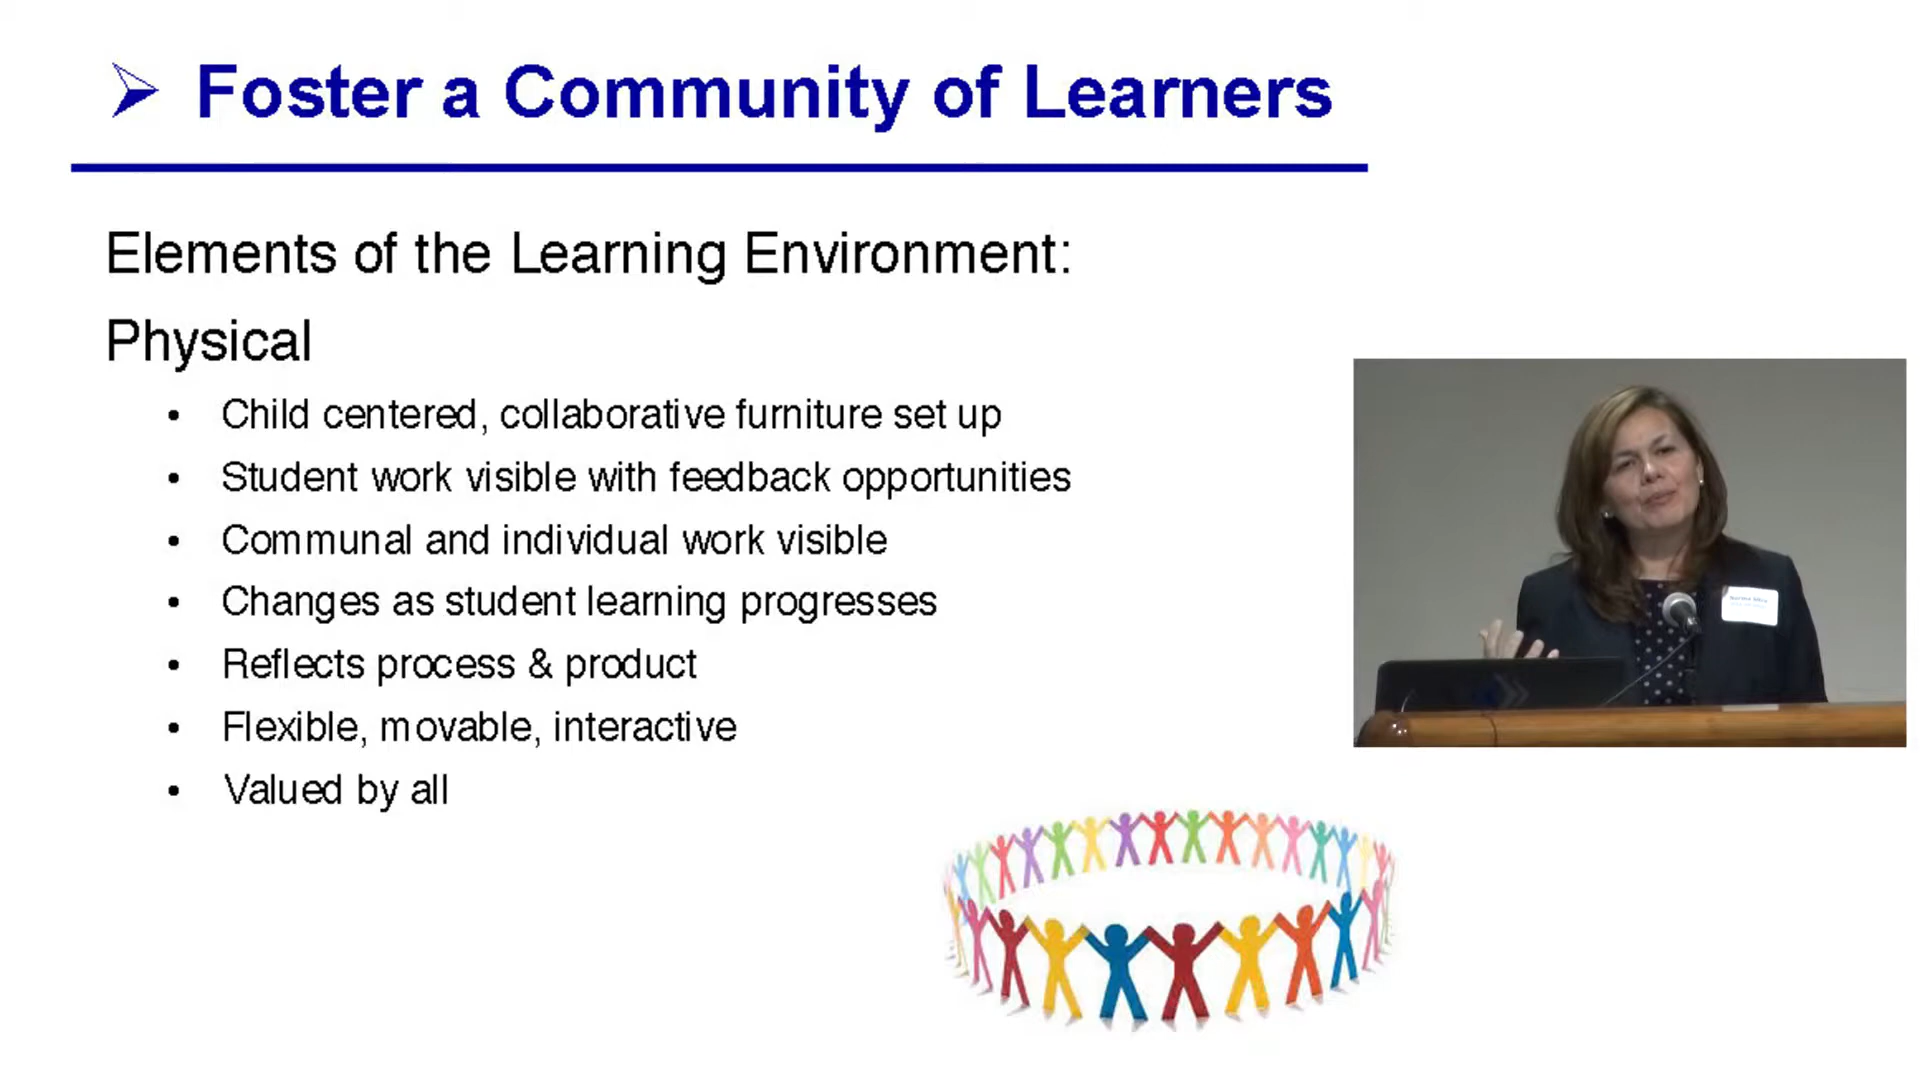 ➢ Foster a Community of Learners
Elements of the Learning Environment:
Physical
• Child centered, collaborative furniture set up
• Student work visible with feedback opportunities
• Communal and individual work visible
• Changes as student learning progresses
• Reflects process & product
• Flexible, movable, interactive
• Valued by all